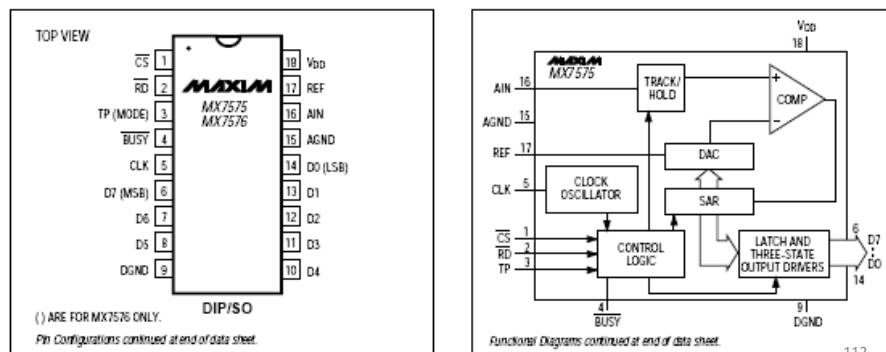 TOP VIEW
CS 1
RD 2
TP (MODE) 3
BUSY 4
CLK 5
D7 (MSB) 6
D6 7
D5 8
DGND 9
MAXIM
MX7575
MX7576
18 VDD
17 REF
16 AIN
15 AGND
14 D0 (LSB)
13 D1
12 D2
11 D3
10 D4
DIP/SO
( ) ARE FOR MX7576 ONLY.
Pin Configurations continued at end of data sheet.
VDD
18
MAXIM
MX7575
AIN 16
TRACK/
HOLD
+
COMP
−
AGND 15
REF 17
DAC
CLK 5
CLOCK
OSCILLATOR
SAR
CS 1
RD 2
TP 3
CONTROL
LOGIC
LATCH AND
THREE-STATE
OUTPUT DRIVERS
6
D7
D0
14
4
BUSY
9
DGND
Functional Diagrams continued at end of data sheet.
112